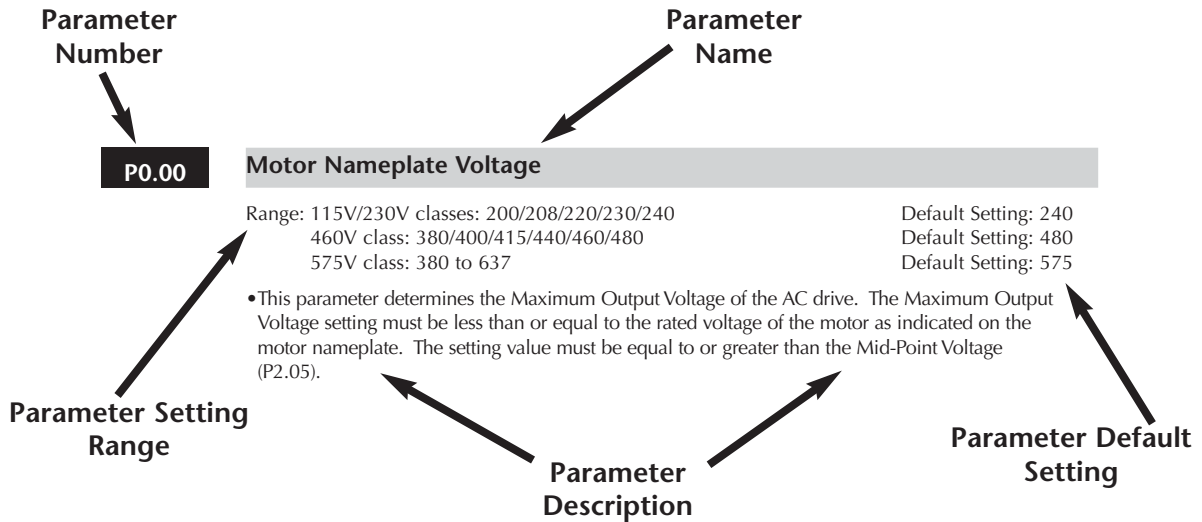 Parameter
Number
Parameter
Name
P0.00
Motor Nameplate Voltage
Range: 115V/230V classes: 200/208/220/230/240 Default Setting: 240
460V class: 380/400/415/440/460/480 Default Setting: 480
575V class: 380 to 637 Default Setting: 575
•This parameter determines the Maximum Output Voltage of the AC drive. The Maximum Output
Voltage setting must be less than or equal to the rated voltage of the motor as indicated on the
motor nameplate. The setting value must be equal to or greater than the Mid-Point Voltage
(P2.05).
Parameter Setting
Range
Parameter
Description
Parameter Default
Setting